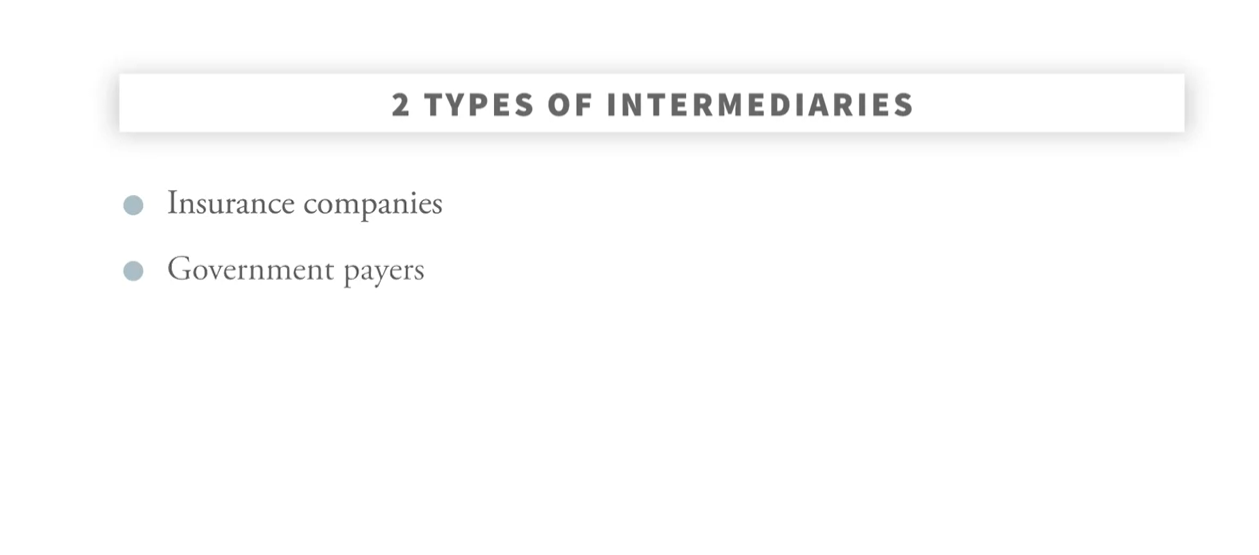 2 TYPES OF INTERMEDIARIES
Insurance companies
Government payers